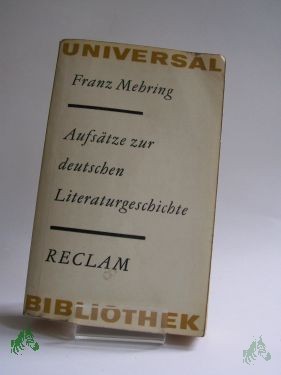 UNIVERSAL
Franz Mehring
Aufsätze zur
deutschen
Literaturgeschichte
RECLAM
BIBLIOTHEK